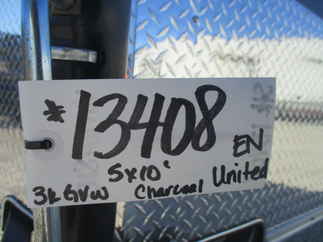 *13408
EN
5x10'
3k GVW Charcoal United